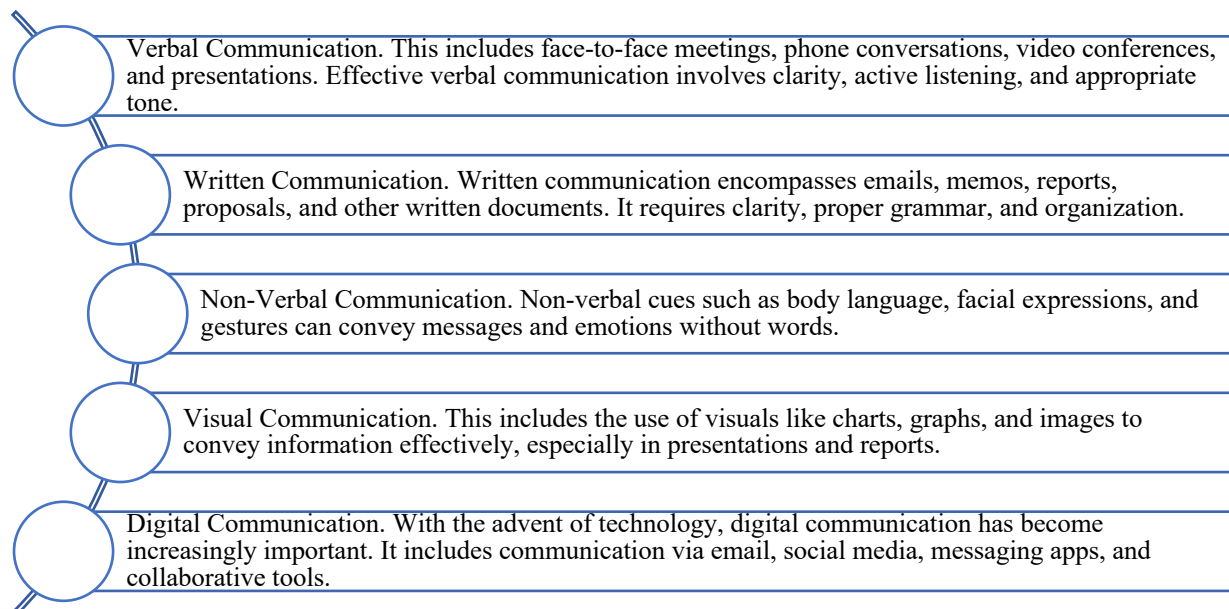 Verbal Communication. This includes face-to-face meetings, phone conversations, video conferences,
and presentations. Effective verbal communication involves clarity, active listening, and appropriate
tone.
Written Communication. Written communication encompasses emails, memos, reports,
proposals, and other written documents. It requires clarity, proper grammar, and organization.
Non-Verbal Communication. Non-verbal cues such as body language, facial expressions, and
gestures can convey messages and emotions without words.
Visual Communication. This includes the use of visuals like charts, graphs, and images to
convey information effectively, especially in presentations and reports.
Digital Communication. With the advent of technology, digital communication has become
increasingly important. It includes communication via email, social media, messaging apps, and
collaborative tools.